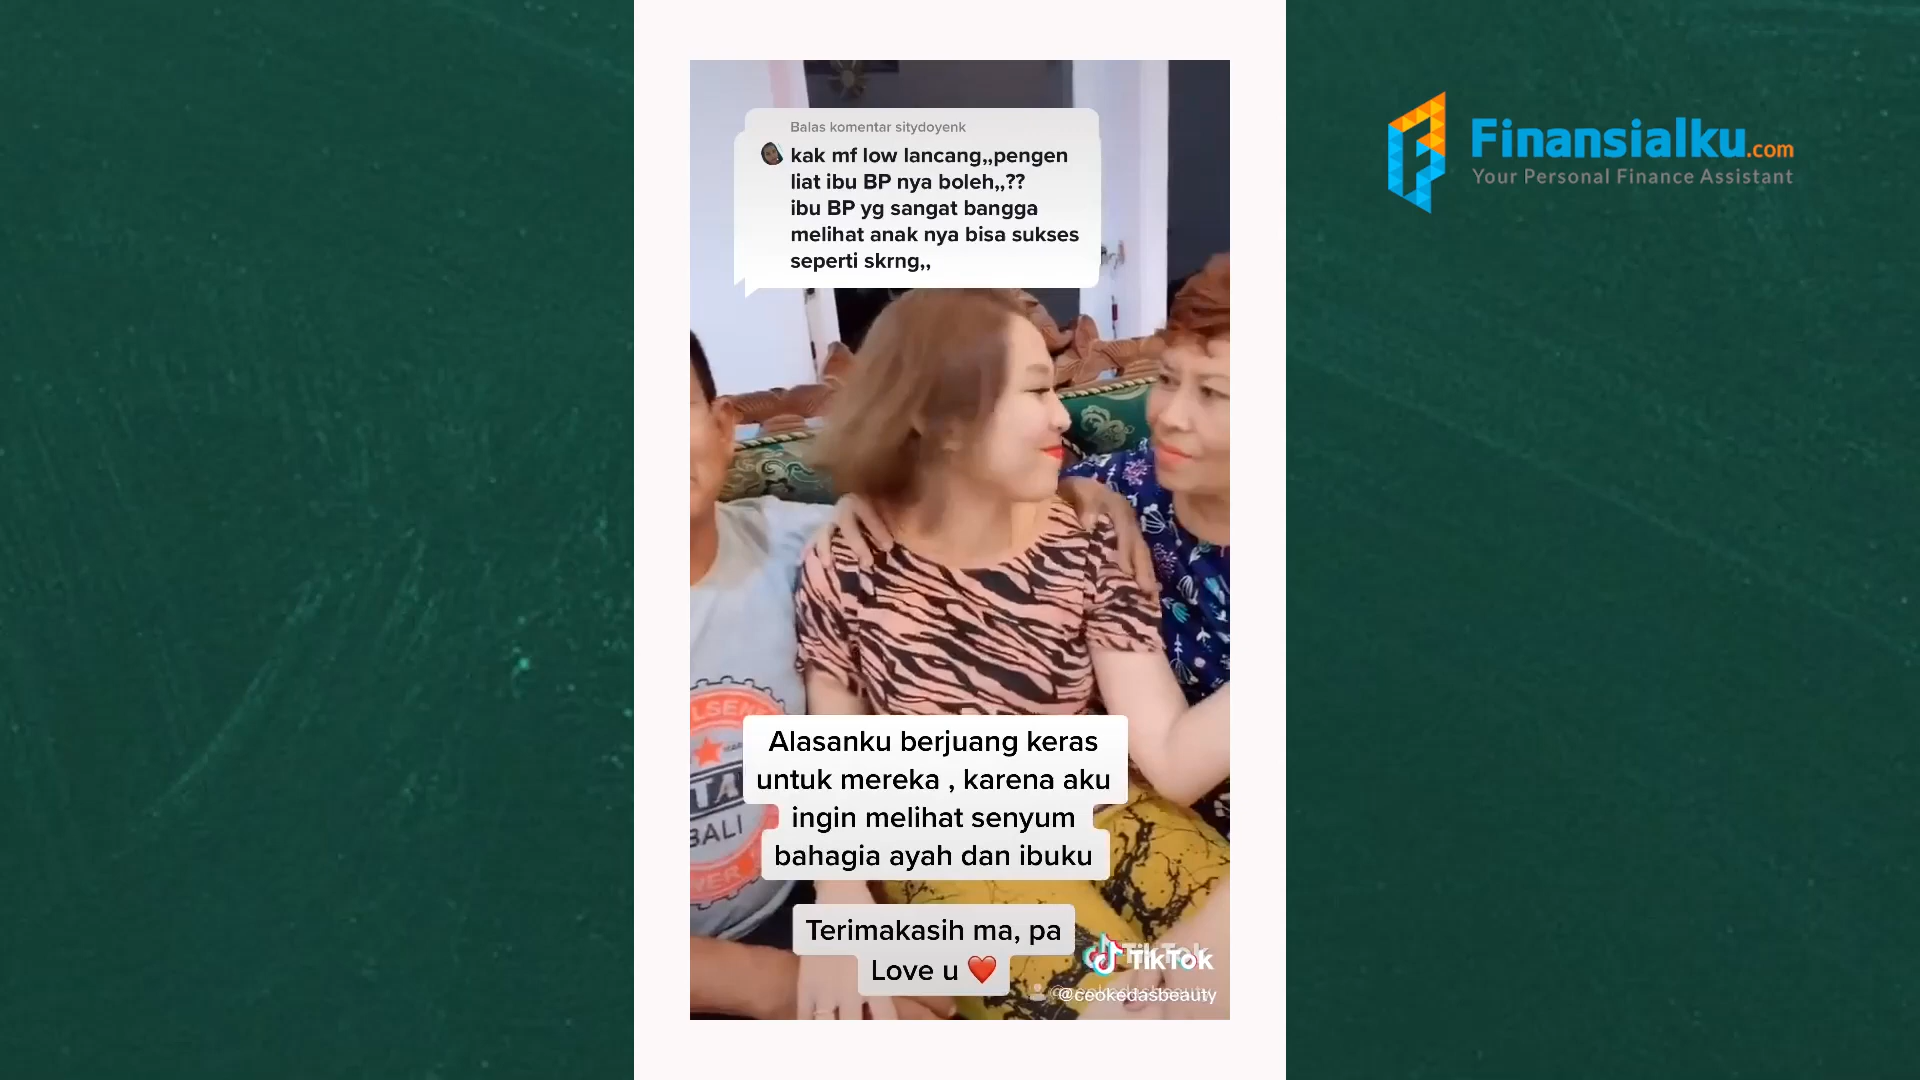 Balas komentar sitydoyenk
kak mf low lancang,,pengen
liat ibu BP nya boleh,,??
ibu BP yg sangat bangga
melihat anak nya bisa sukses
seperti skrng,,
Finansialku.com
Your Personal Finance Assistant
Alasanku berjuang keras
untuk mereka , karena aku
ingin melihat senyum
bahagia ayah dan ibuku
BALI
Terimakasih ma, pa
Love u ❤️
TikTok
@ceokedasbeauty